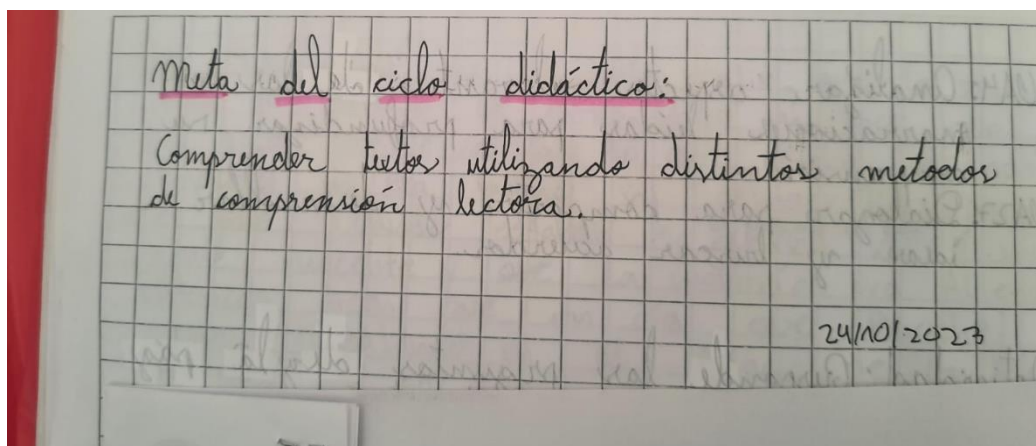 Meta del ciclo didáctico:
Comprender textos utilizando distintos metodos
de comprensión lectora.
24/10/2023